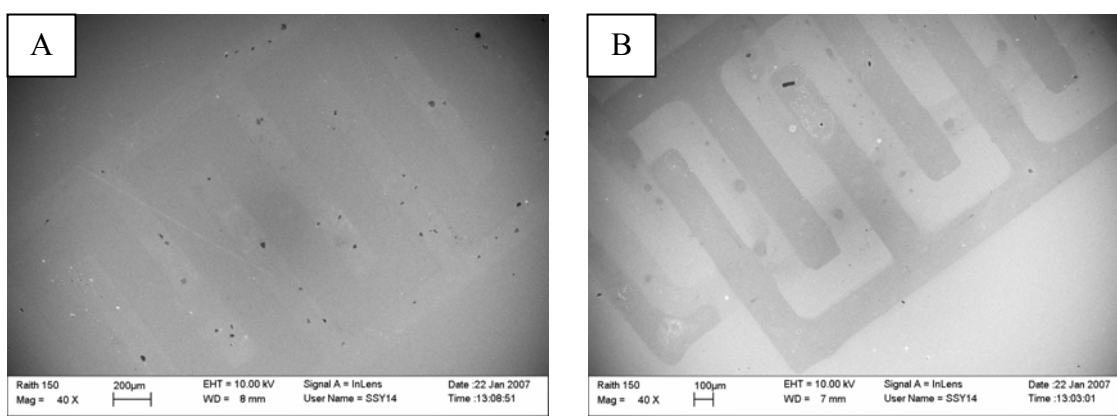 A
Raith 150 200µm EHT = 10.00 kV Signal A = InLens Date :22 Jan 2007
Mag = 40 X WD = 8 mm User Name = SSY14 Time :13:08:51
B
Raith 150 100µm EHT = 10.00 kV Signal A = InLens Date :22 Jan 2007
Mag = 40 X WD = 7 mm User Name = SSY14 Time :13:03:01